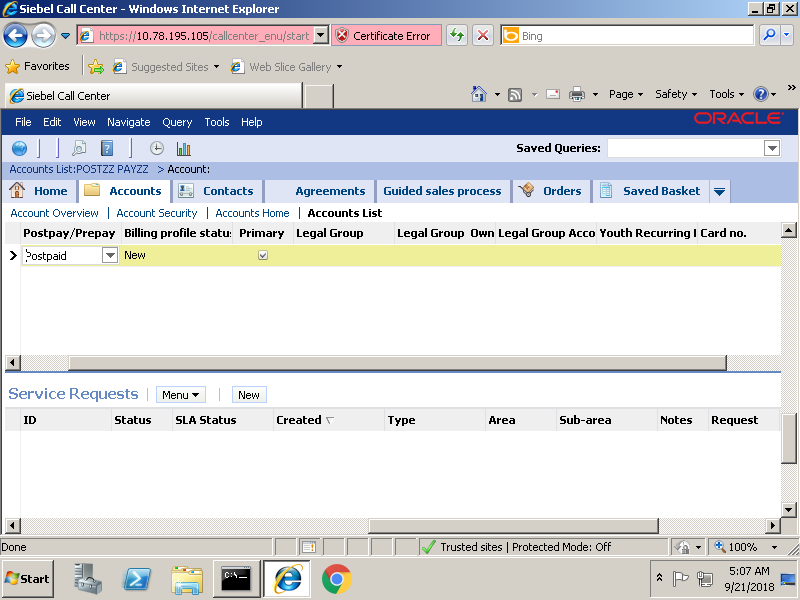 Siebel Call Center - Windows Internet Explorer
https://10.78.195.105/callcenter_enu/start
Certificate Error
Bing
Favorites
Suggested Sites
Web Slice Gallery
Siebel Call Center
Page
Safety
Tools
»
File Edit View Navigate Query Tools Help
ORACLE
Saved Queries:
Accounts List:POSTZZ PAYZZ > Account:
Home Accounts Contacts Agreements Guided sales process Orders Saved Basket
Account Overview | Account Security | Accounts Home | Accounts List
Postpay/Prepay Billing profile status: Primary Legal Group Legal Group Own Legal Group Acco Youth Recurring Card no.
Postpaid New
Service Requests Menu New
ID Status SLA Status Created Type Area Sub-area Notes Request
Done
Trusted sites | Protected Mode: Off
100%
Start
C:\-
5:07 AM
9/21/2018